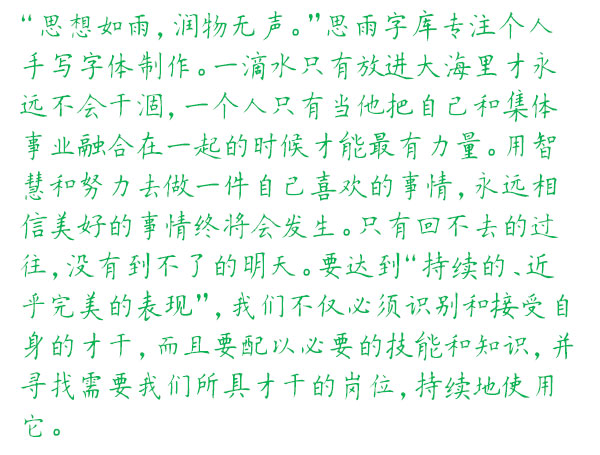 “思想如雨，润物无声。”思雨字库专注个人
手写字体制作。一滴水只有放进大海里才永
远不会干涸，一个人只有当他把自己和集体
事业融合在一起的时候才能最有力量。用智
慧和努力去做一件自己喜欢的事情，永远相
信美好的事情终将会发生。只有回不去的过
往，没有到不了的明天。要达到“持续的、近
乎完美的表现”，我们不仅必须识别和接受自
身的才干，而且要配以必要的技能和知识，并
寻找需要我们所具才干的岗位，持续地使用
它。